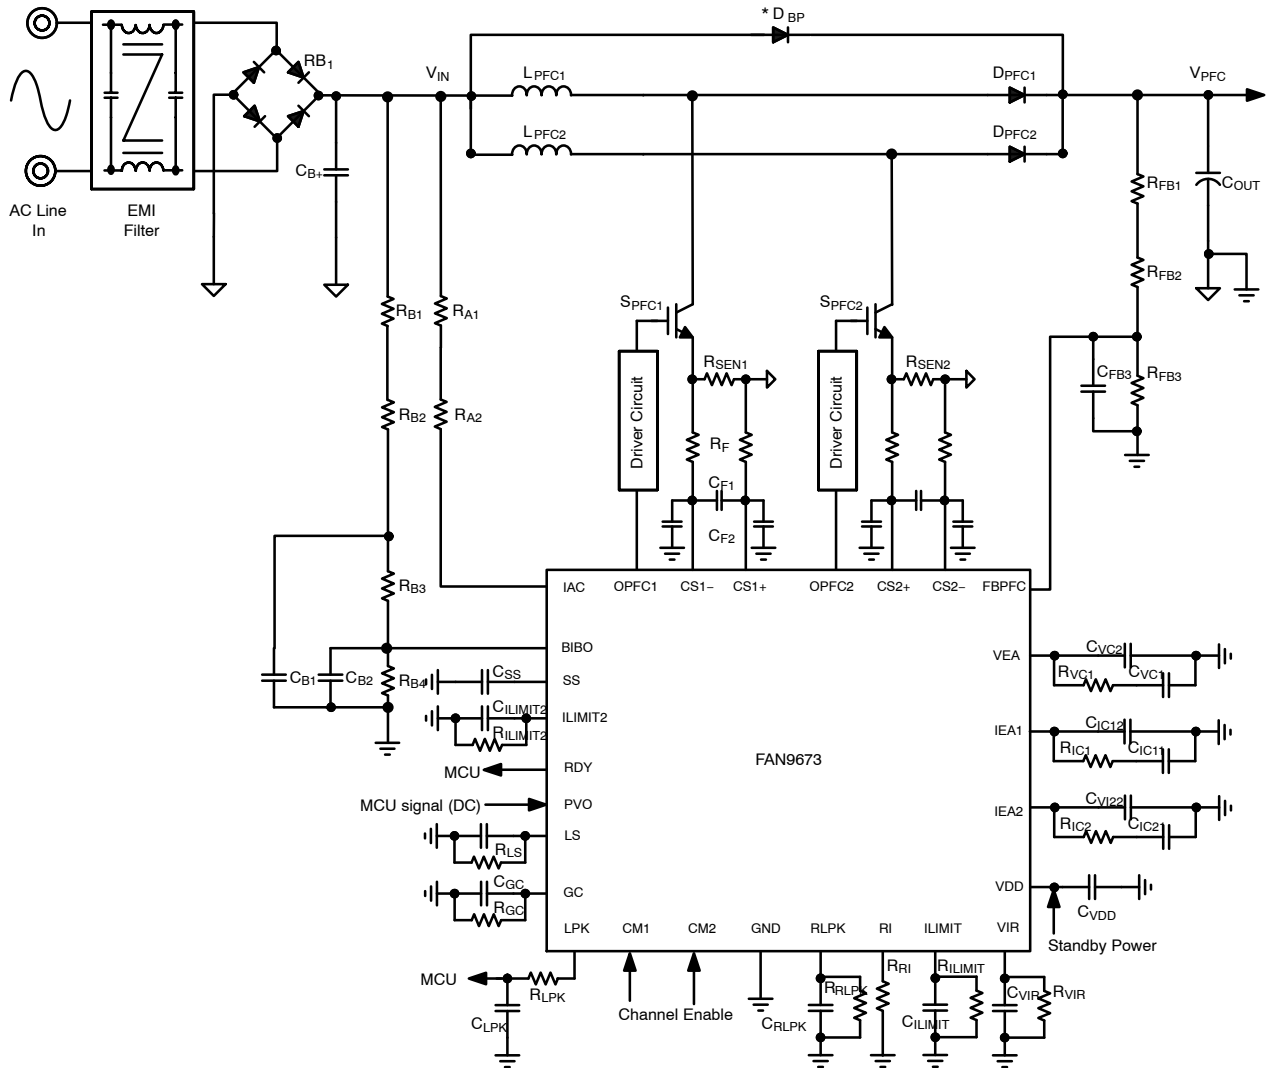 * D BP
RB1
VIN
LPFC1
DPFC1
VPFC
LPFC2
DPFC2
CB+
RFB1
COUT
AC Line
In
EMI
Filter
RFB2
RB1
RA1
SPFC1
SPFC2
RSEN1
RSEN2
CFB3
RFB3
RB2
RA2
Driver Circuit
RF
Driver Circuit
CF1
CF2
IAC
OPFC1
CS1−
CS1+
OPFC2
CS2+
CS2−
FBPFC
RB3
BIBO
VEA
CVC2
RVC1
CVC1
CB1
CB2
RB4
CSS
SS
CILIMIT2
ILIMIT2
RILIMIT2
IEA1
CIC12
RIC1
CIC11
FAN9673
MCU
RDY
MCU signal (DC)
PVO
IEA2
CVI22
RIC2
CIC21
LS
RLS
CGC
GC
RGC
VDD
CVDD
LPK
CM1
CM2
GND
RLPK
RI
ILIMIT
VIR
Standby Power
MCU
RLPK
CLPK
Channel Enable
RRLPK
CRLPK
RRI
RILIMIT
CILIMIT
CVIR
RVIR